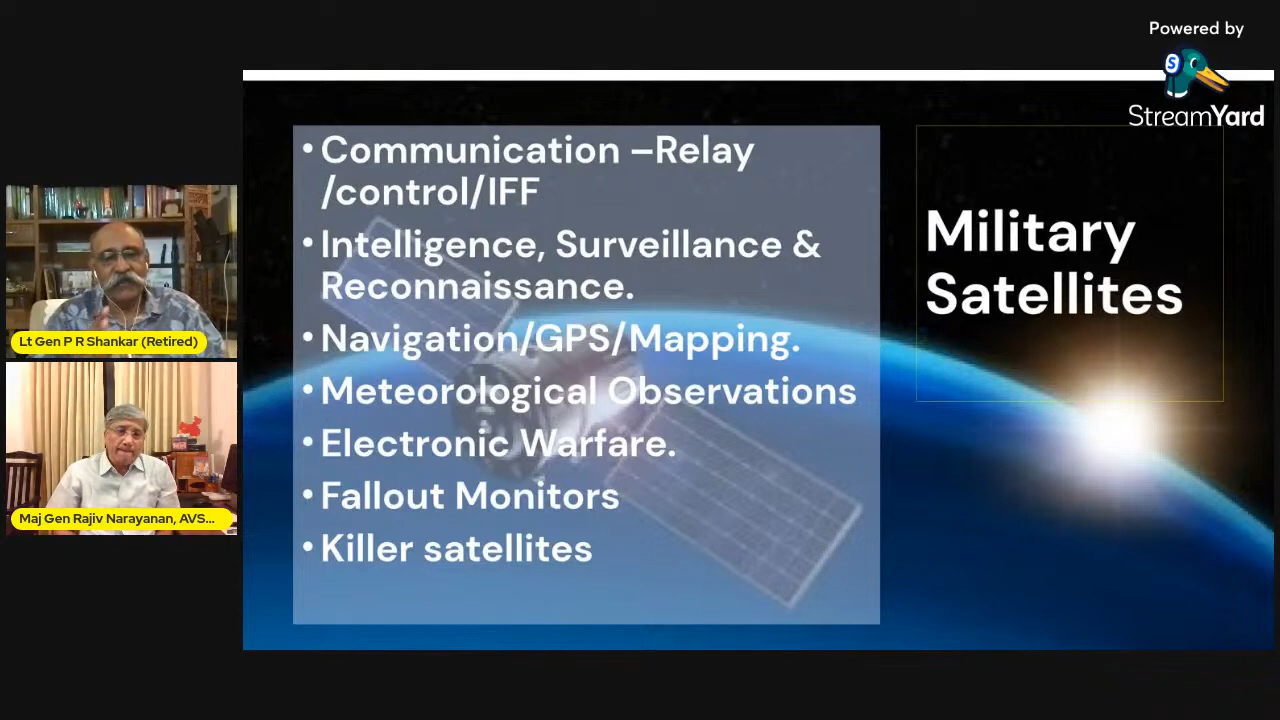 Powered by
StreamYard
• Communication –Relay
/control/IFF
• Intelligence, Surveillance &
Reconnaissance.
• Navigation/GPS/Mapping.
• Meteorological Observations
• Electronic Warfare.
• Fallout Monitors
• Killer satellites
Military
Satellites
Lt Gen P R Shankar (Retired)
Maj Gen Rajiv Narayanan, AVS...